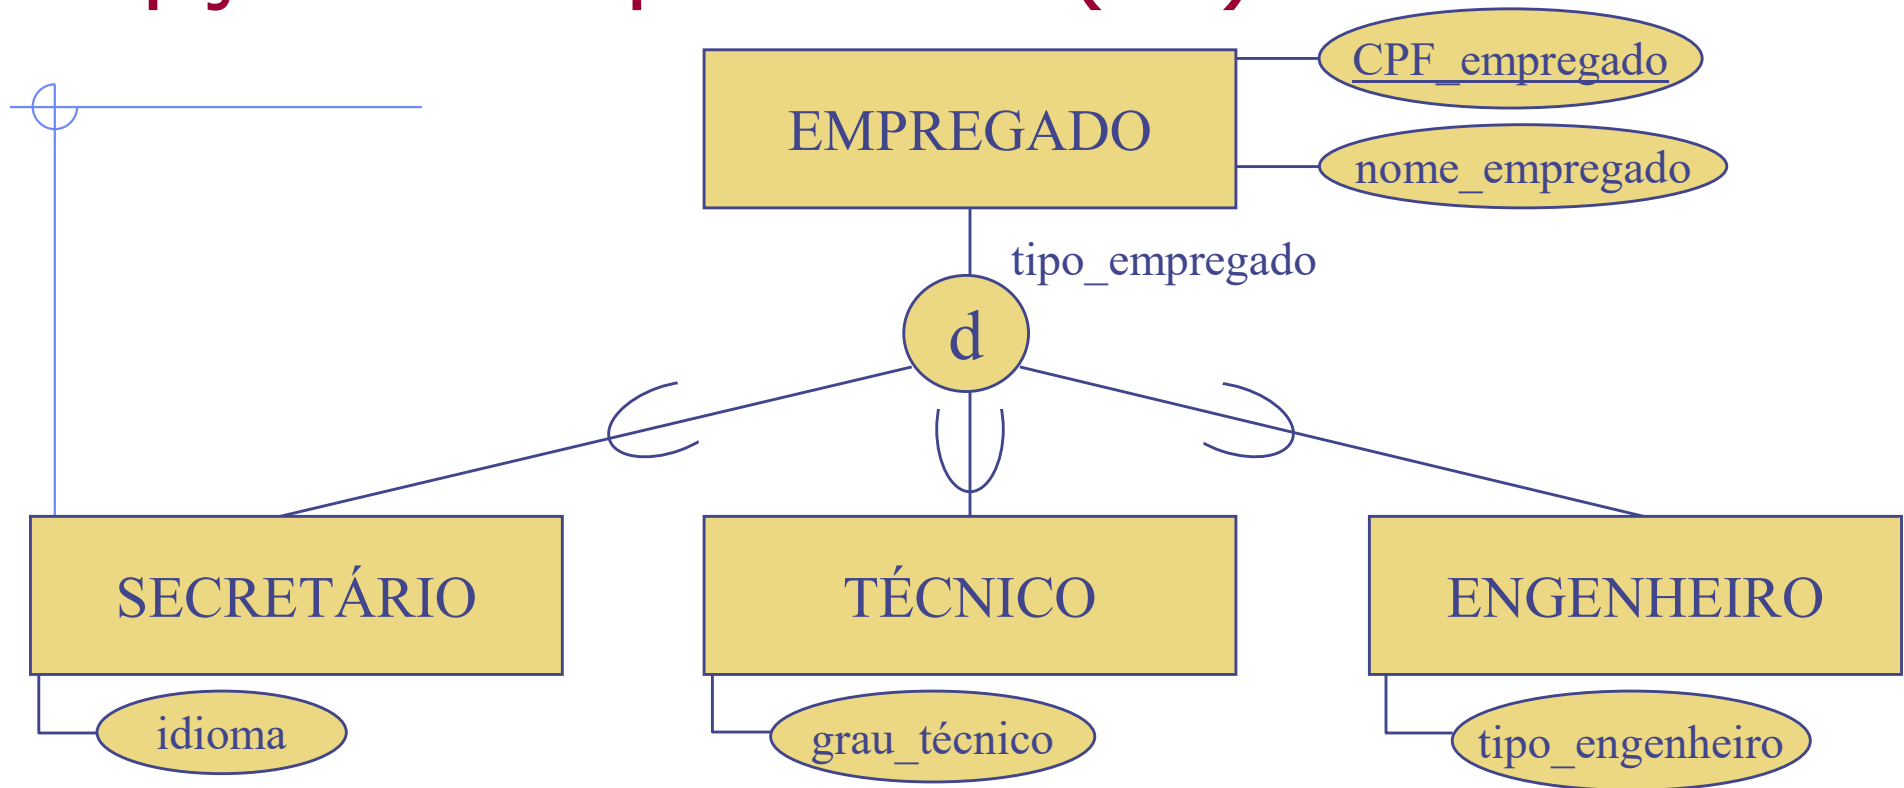 CPF_empregado
EMPREGADO
nome_empregado
tipo_empregado
d
SECRETÁRIO
TÉCNICO
ENGENHEIRO
idioma
grau_técnico
tipo_engenheiro